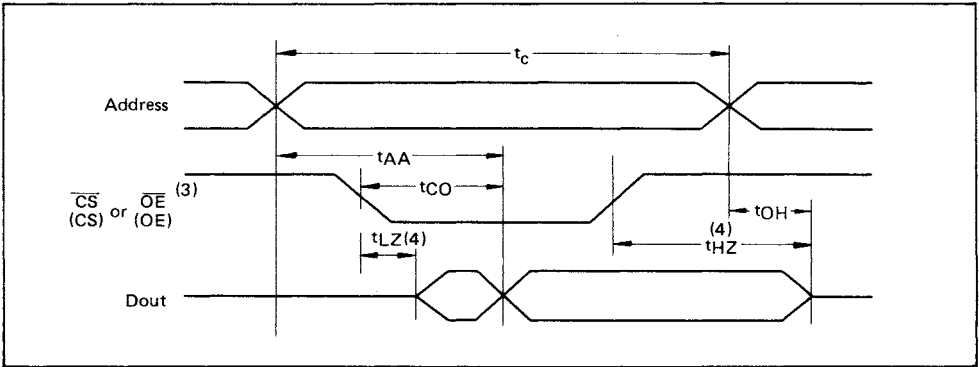 tc
Address
tAA
CS or OE (3)
(CS) (OE)
tCO
tOH
tLZ(4)
(4)
tHZ
Dout